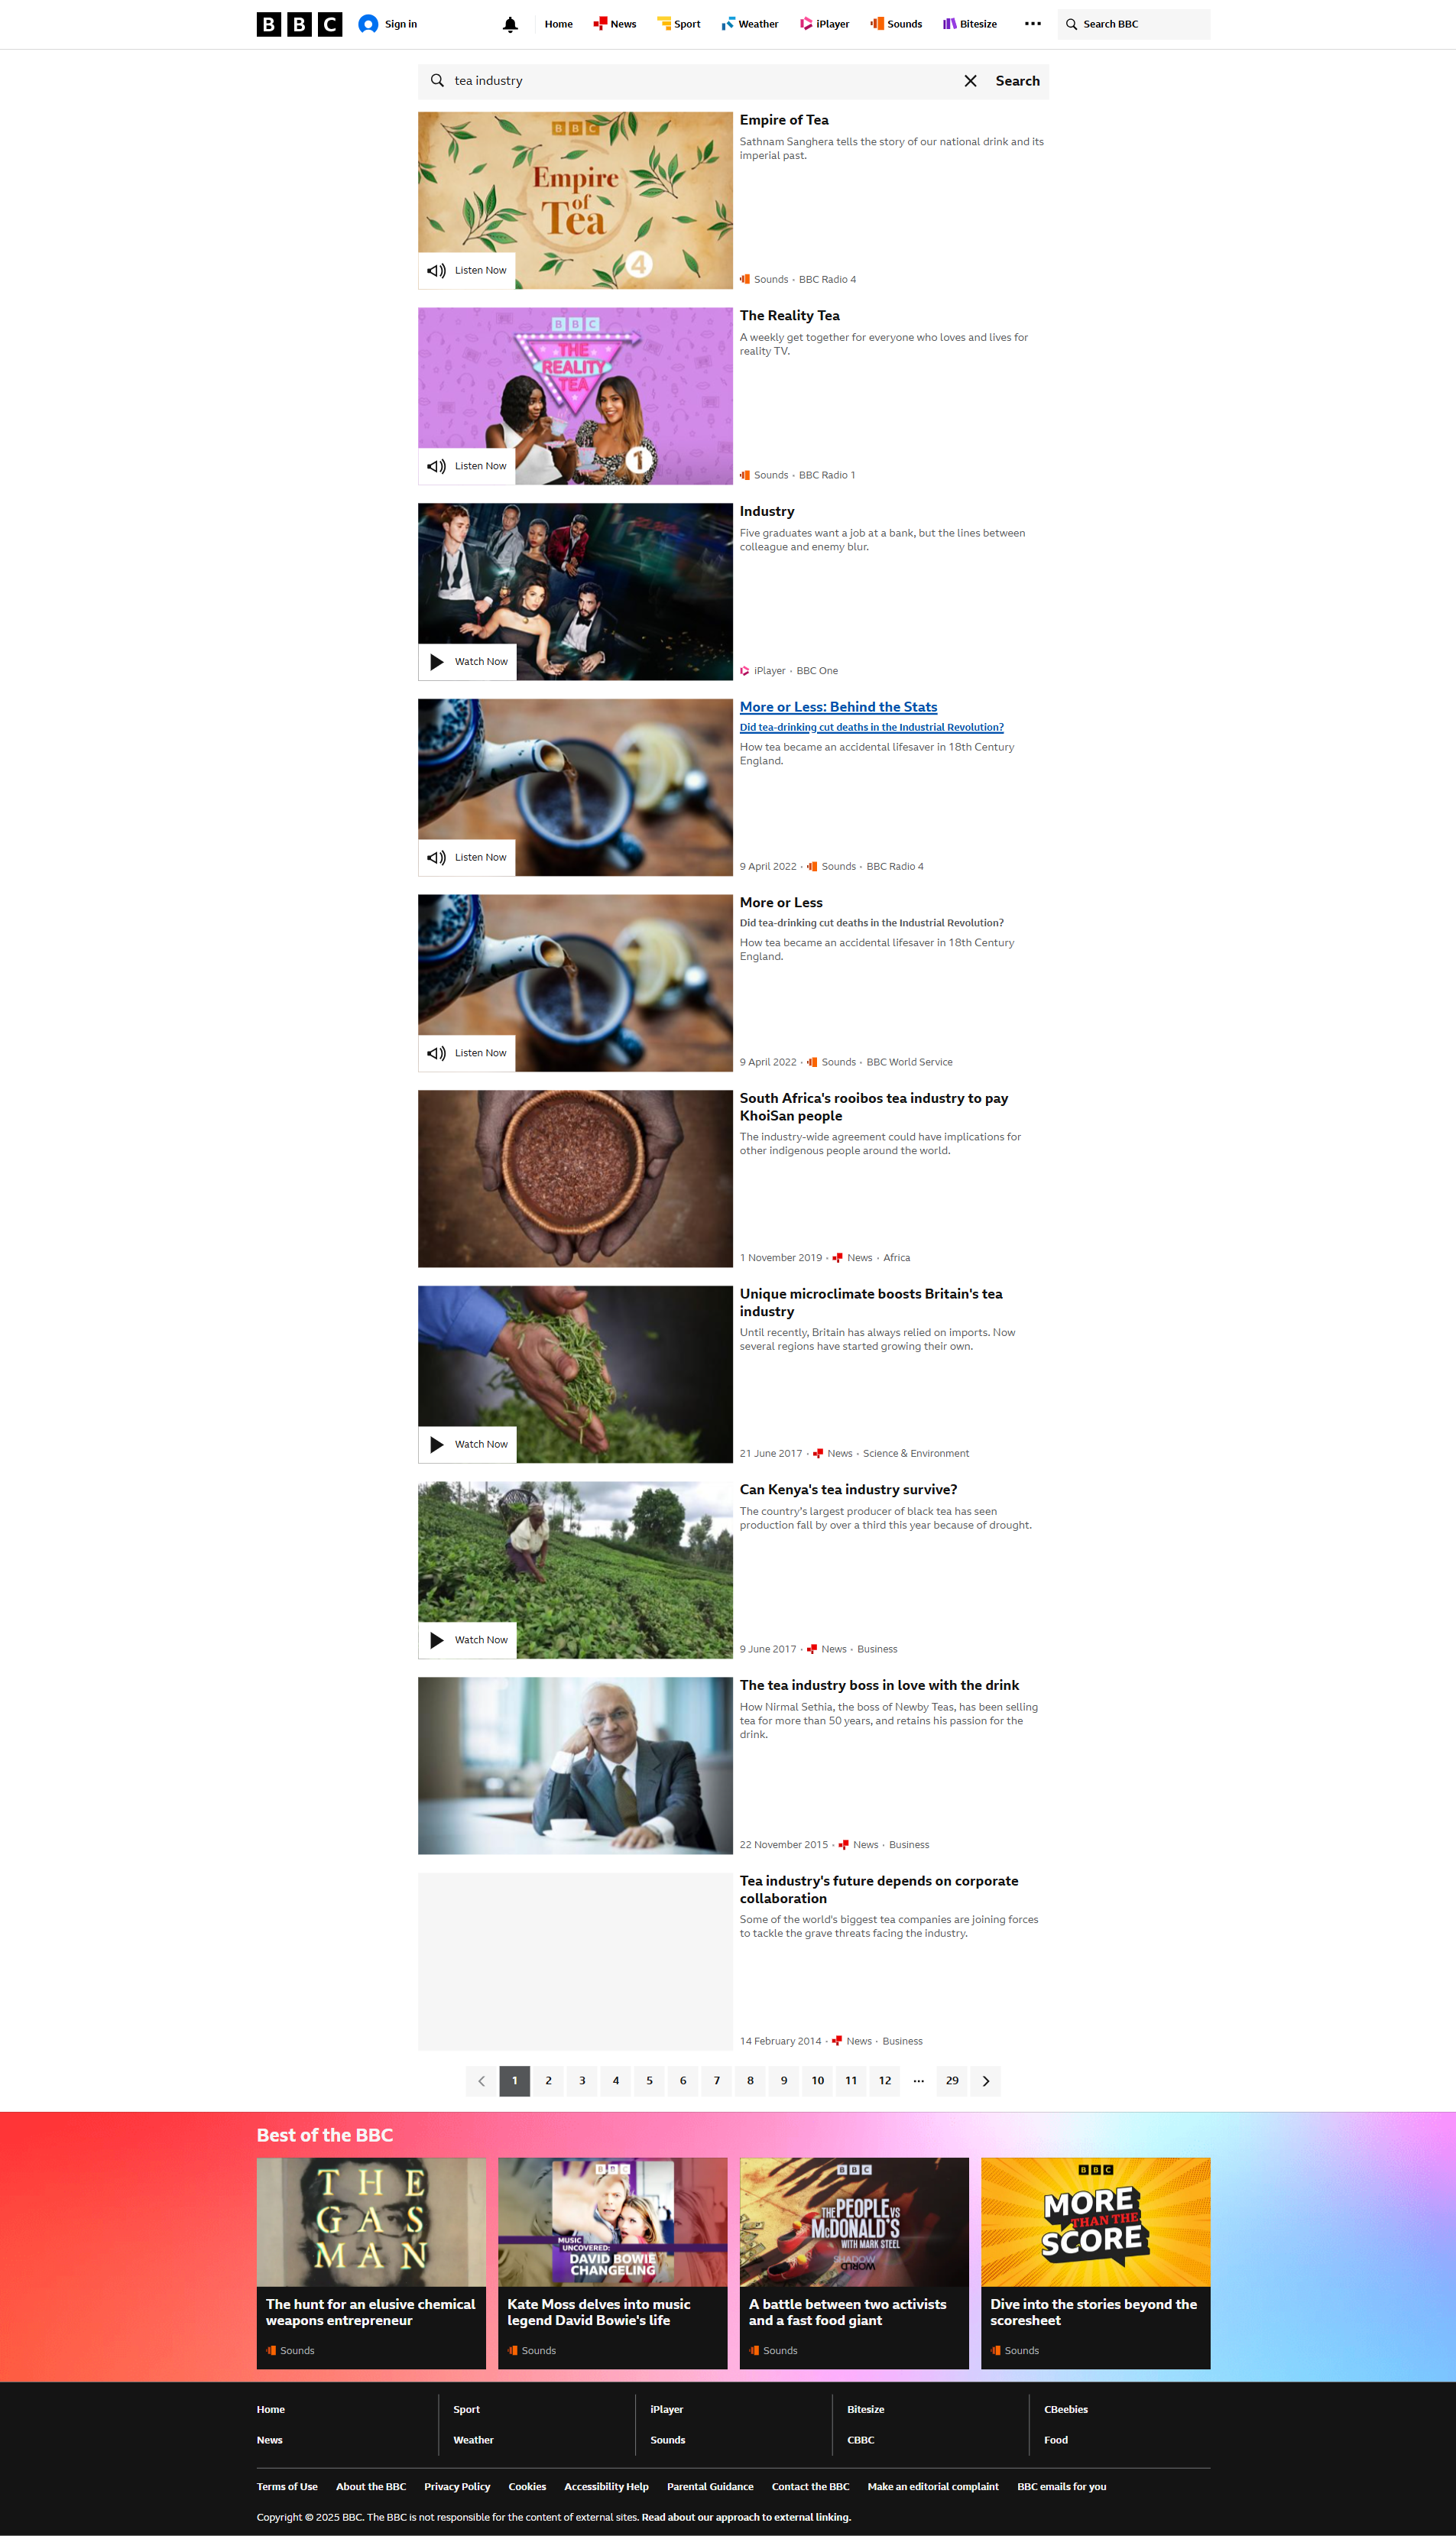 BBC
Sign in
Home
News
Sport
Weather
iPlayer
Sounds
Bitesize
Search BBC
tea industry
Search
BBC
Empire
of
Tea
4
Listen Now
Empire of Tea
Sathnam Sanghera tells the story of our national drink and its
imperial past.
Sounds · BBC Radio 4
BBC
THE
REALITY
TEA
1
Listen Now
The Reality Tea
A weekly get together for everyone who loves and lives for
reality TV.
Sounds · BBC Radio 1
Watch Now
Industry
Five graduates want a job at a bank, but the lines between
colleague and enemy blur.
iPlayer · BBC One
Listen Now
More or Less: Behind the Stats
Did tea-drinking cut deaths in the Industrial Revolution?
How tea became an accidental lifesaver in 18th Century
England.
9 April 2022 · Sounds · BBC Radio 4
Listen Now
More or Less
Did tea-drinking cut deaths in the Industrial Revolution?
How tea became an accidental lifesaver in 18th Century
England.
9 April 2022 · Sounds · BBC World Service
South Africa's rooibos tea industry to pay
KhoiSan people
The industry-wide agreement could have implications for
other indigenous people around the world.
1 November 2019 · News · Africa
Watch Now
Unique microclimate boosts Britain's tea
industry
Until recently, Britain has always relied on imports. Now
several regions have started growing their own.
21 June 2017 · News · Science & Environment
Watch Now
Can Kenya's tea industry survive?
The country's largest producer of black tea has seen
production fall by over a third this year because of drought.
9 June 2017 · News · Business
The tea industry boss in love with the drink
How Nirmal Sethia, the boss of Newby Teas, has been selling
tea for more than 50 years, and retains his passion for the
drink.
22 November 2015 · News · Business
Tea industry's future depends on corporate
collaboration
Some of the world's biggest tea companies are joining forces
to tackle the grave threats facing the industry.
14 February 2014 · News · Business
1 2 3 4 5 6 7 8 9 10 11 12 ... 29
Best of the BBC
THE
GAS
MAN
The hunt for an elusive chemical
weapons entrepreneur
Sounds
BBC
MUSIC
UNCOVERED:
DAVID BOWIE
CHANGELING
Kate Moss delves into music
legend David Bowie's life
Sounds
BBC
THE PEOPLE VS
McDONALD'S
WITH MARK STEEL
SHADOW
WORLD
A battle between two activists
and a fast food giant
Sounds
BBC
MORE
THAN THE
SCORE
Dive into the stories beyond the
scoresheet
Sounds
Home
Sport
iPlayer
Bitesize
CBeebies
News
Weather
Sounds
CBBC
Food
Terms of Use
About the BBC
Privacy Policy
Cookies
Accessibility Help
Parental Guidance
Contact the BBC
Make an editorial complaint
BBC emails for you
Copyright © 2025 BBC. The BBC is not responsible for the content of external sites. Read about our approach to external linking.